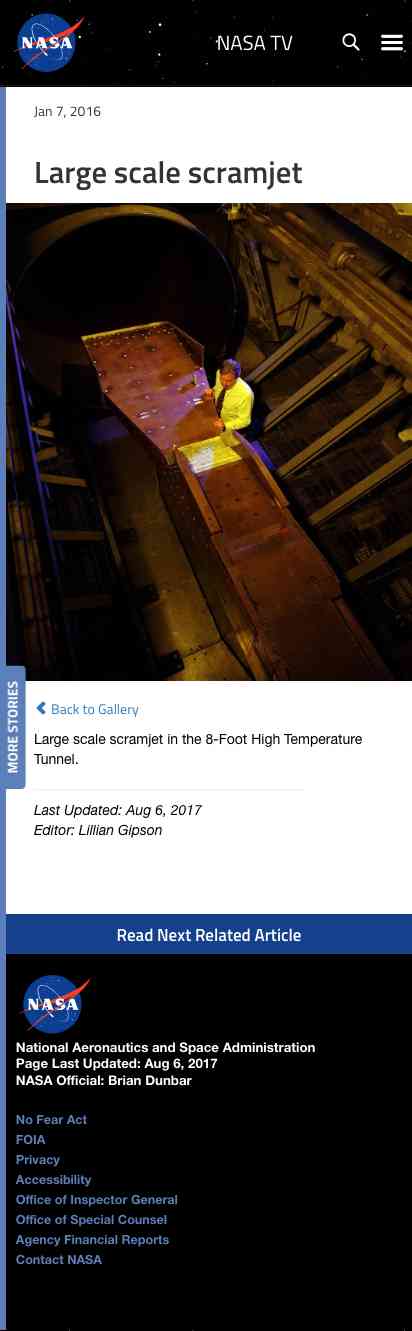 NASA
NASA TV
Jan 7, 2016
Large scale scramjet
MORE STORIES
Back to Gallery
Large scale scramjet in the 8-Foot High Temperature
Tunnel.
Last Updated: Aug 6, 2017
Editor: Lillian Gipson
Read Next Related Article
NASA
National Aeronautics and Space Administration
Page Last Updated: Aug 6, 2017
NASA Official: Brian Dunbar
No Fear Act
FOIA
Privacy
Accessibility
Office of Inspector General
Office of Special Counsel
Agency Financial Reports
Contact NASA